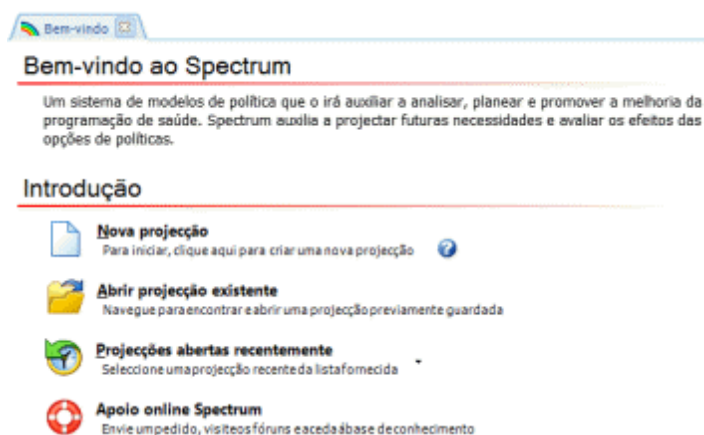 Bem-vindo
Bem-vindo ao Spectrum
Um sistema de modelos de política que o irá auxiliar a analisar, planear e promover a melhoria da
programação de saúde. Spectrum auxilia a projectar futuras necessidades e avaliar os efeitos das
opções de políticas.
Introdução
Nova projecção
Para iniciar, clique aqui para criar uma nova projecção
Abrir projecção existente
Navegue para encontrar e abrir uma projecção previamente guardada
Projecções abertas recentemente
Seleccione uma projecção recente da lista fornecida
Apoio online Spectrum
Envie um pedido, visite os fóruns e aceda á base de conhecimento